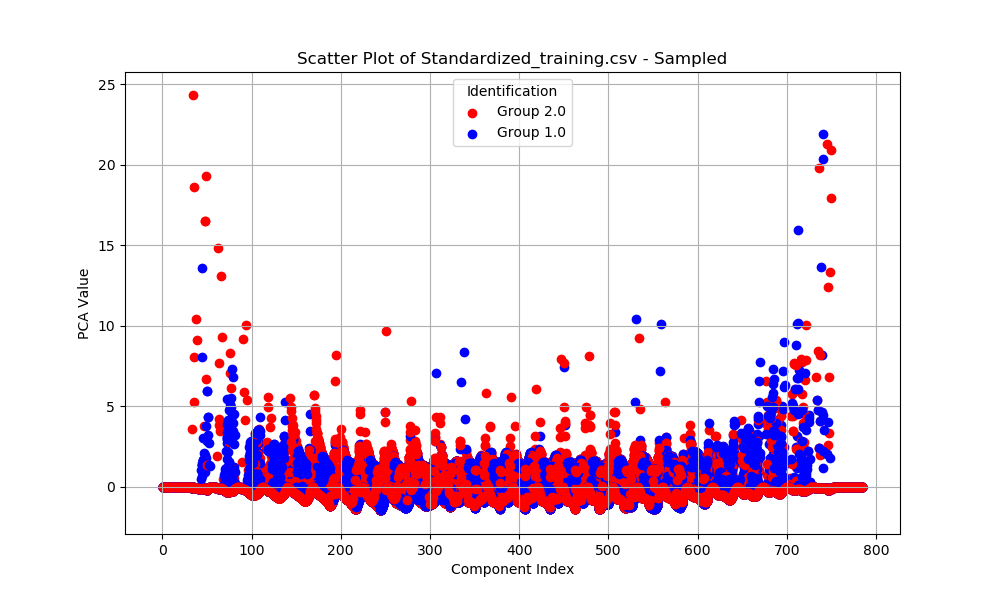 Scatter Plot of Standardized_training.csv - Sampled
Identification
Group 2.0
Group 1.0
PCA Value
25
20
15
10
5
0
0 100 200 300 400 500 600 700 800
Component Index